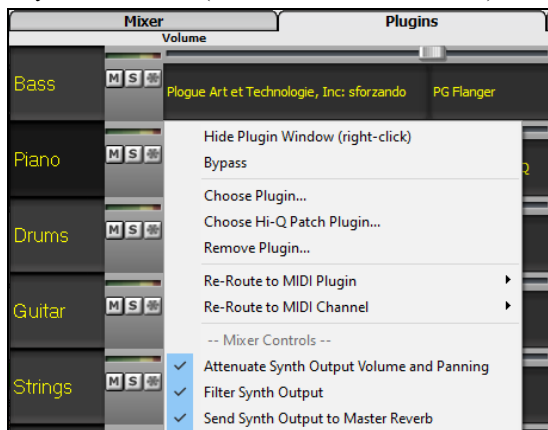 Mixer
Plugins
Volume
Bass
M S
Plogue Art et Technologie, Inc: sforzando
PG Flanger
Hide Plugin Window (right-click)
Piano
M S
Bypass
Q
Choose Plugin...
Choose Hi-Q Patch Plugin...
Drums
M S
Remove Plugin...
Re-Route to MIDI Plugin
Guitar
M S
Re-Route to MIDI Channel
-- Mixer Controls --
Attenuate Synth Output Volume and Panning
Strings
M S
Filter Synth Output
Send Synth Output to Master Reverb